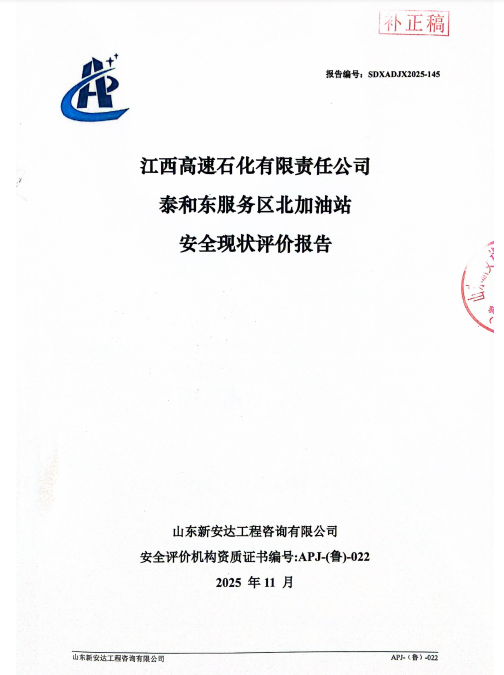 补正稿
报告编号：SDXADJX2025-145
江西高速石化有限责任公司
泰和东服务区北加油站
安全现状评价报告
山东新安达工程咨询有限公司
安全评价机构资质证书编号:APJ-(鲁)-022
2025 年 11 月
山东新安达工程咨询有限公司 APJ-（鲁）-022